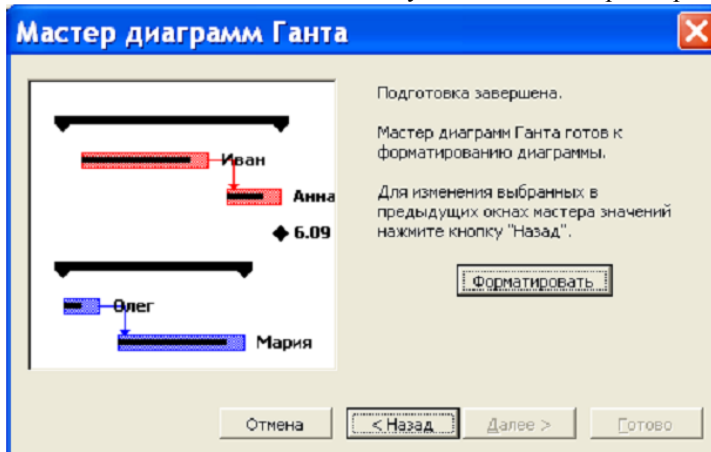 Мастер диаграмм Ганта
Подготовка завершена.
Мастер диаграмм Ганта готов к
форматированию диаграммы.
Для изменения выбранных в
предыдущих окнах мастера значений
нажмите кнопку "Назад".
Форматировать
Иван
Анна
6.09
Олег
Мария
Отмена
< Назад
Далее >
Готово